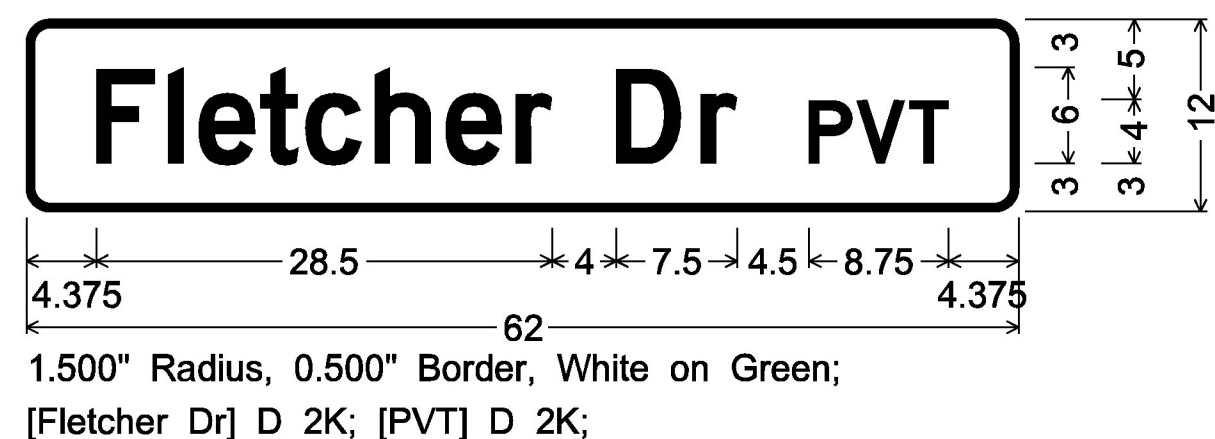 Fletcher Dr PVT
3 6 3
5 4 3
12
28.5 4 7.5 4.5 8.75
4.375 4.375
62
1.500" Radius, 0.500" Border, White on Green;
[Fletcher Dr] D 2K; [PVT] D 2K;